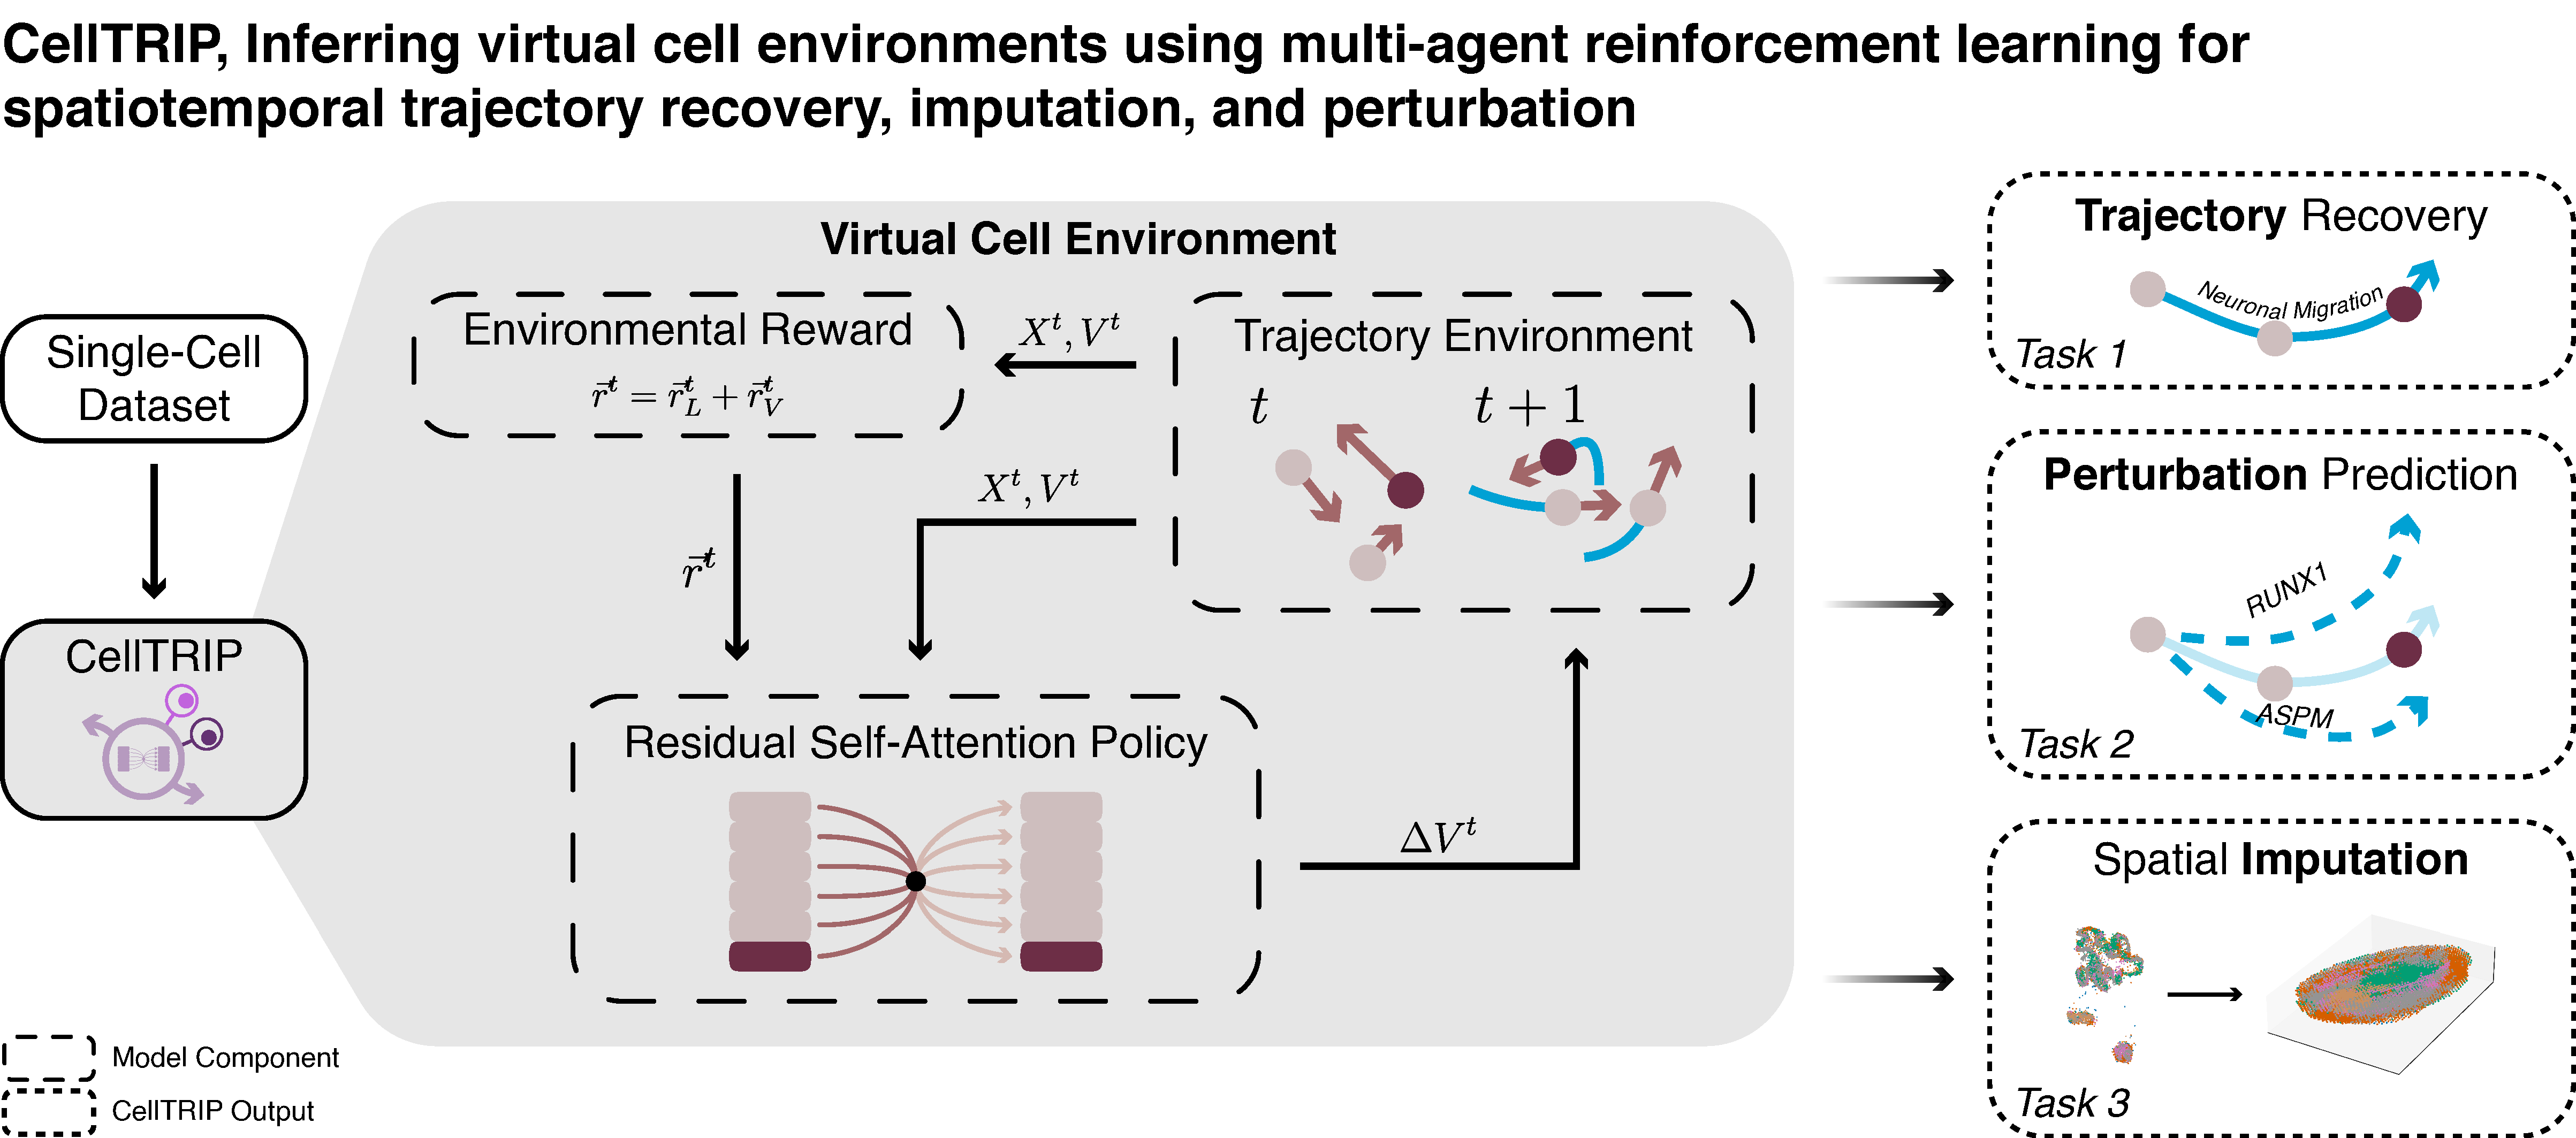 CellTRIP, Inferring virtual cell environments using multi-agent reinforcement learning for
spatiotemporal trajectory recovery, imputation, and perturbation
Single-Cell
Dataset
CellTRIP
Virtual Cell Environment
Environmental Reward
$\vec{r}^t = \vec{r}_L^t + \vec{r}_V^t$
$X^t, V^t$
Trajectory Environment
$t$
$t+1$
$X^t, V^t$
$\vec{r}^t$
Residual Self-Attention Policy
$\Delta V^t$
Trajectory Recovery
Neuronal Migration
Task 1
Perturbation Prediction
RUNX1
ASPM
Task 2
Spatial Imputation
Task 3
Model Component
CellTRIP Output